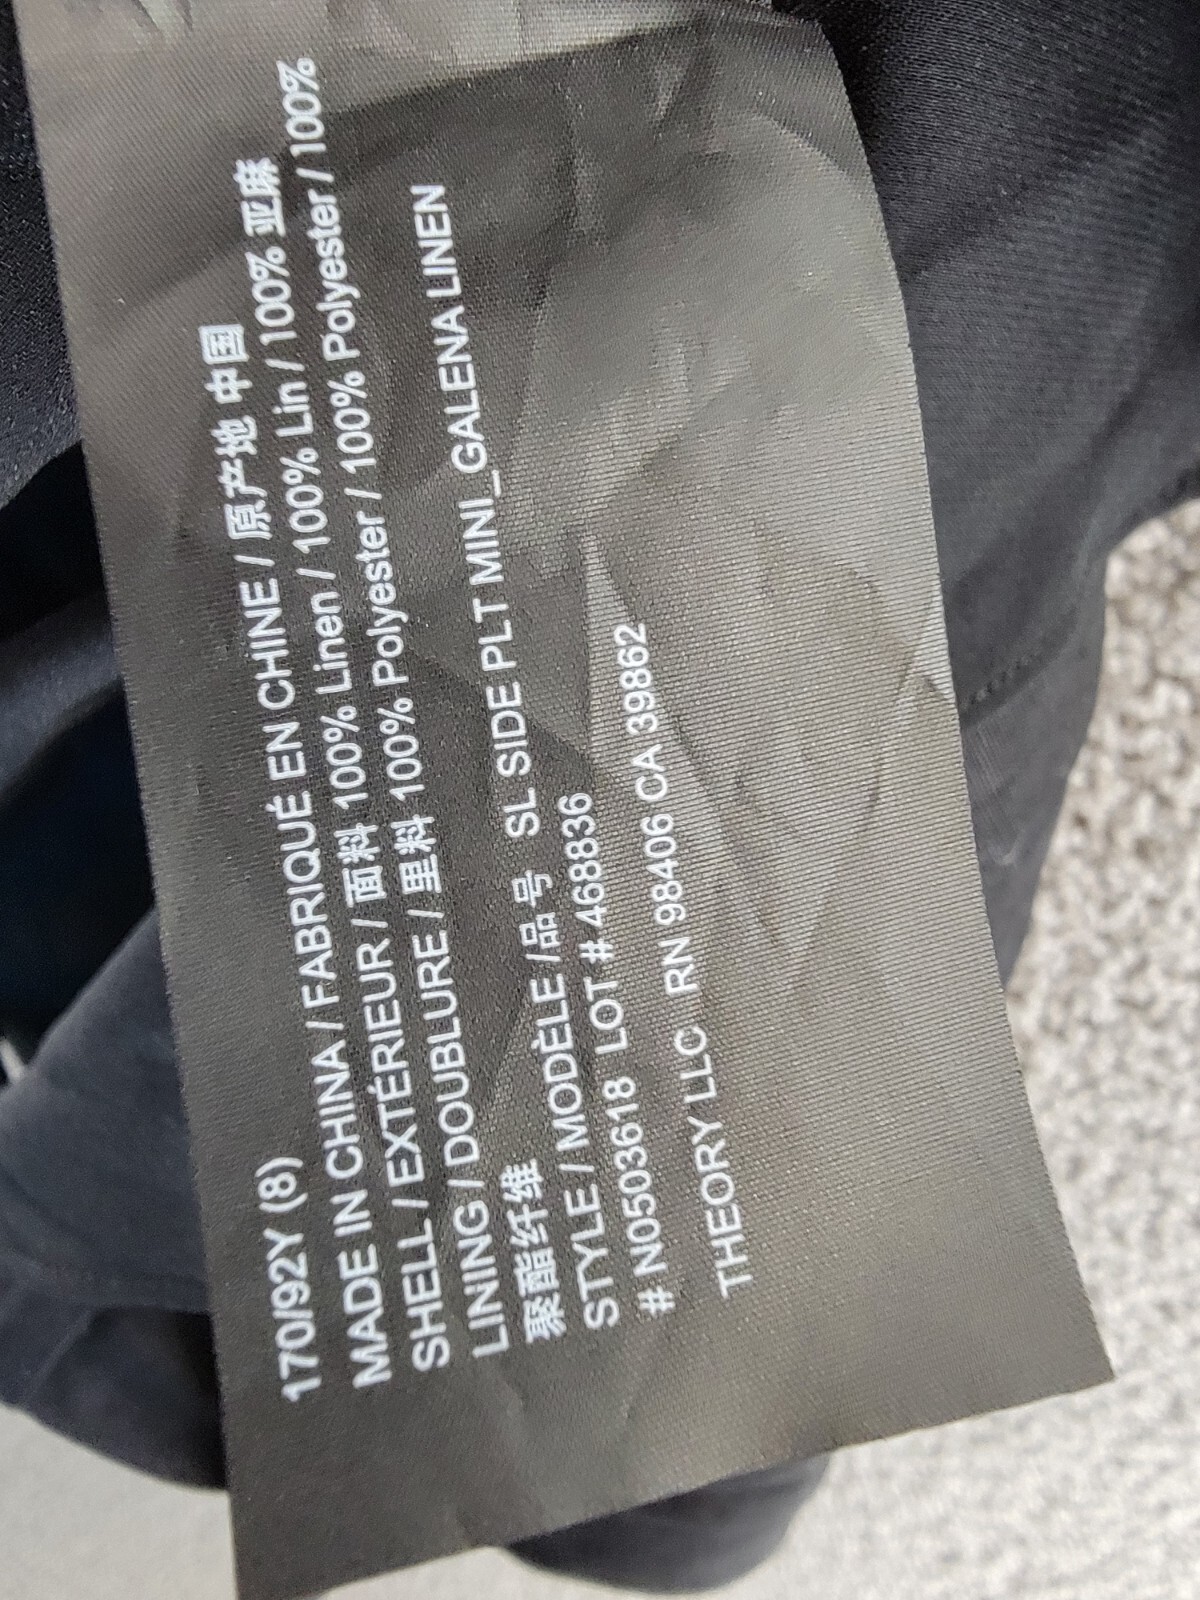 170/92Y (8)
MADE IN CHINA / FABRIQUÉ EN CHINE / 原产地 中国
SHELL / EXTÉRIEUR / 面料 100% Linen / 100% Lin / 100% 亚麻
LINING / DOUBLURE / 里料 100% Polyester / 100% Polyester / 100%
聚酯纤维
STYLE / MODÈLE /品号 SL SIDE PLT MINI_GALENA LINEN
# N0503618 LOT # 468836
THEORY LLC RN 98406 CA 39862